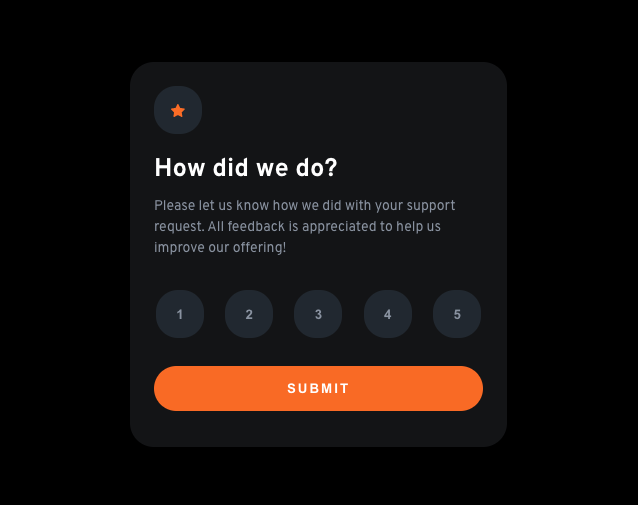 How did we do?
Please let us know how we did with your support
request. All feedback is appreciated to help us
improve our offering!
1 2 3 4 5
SUBMIT